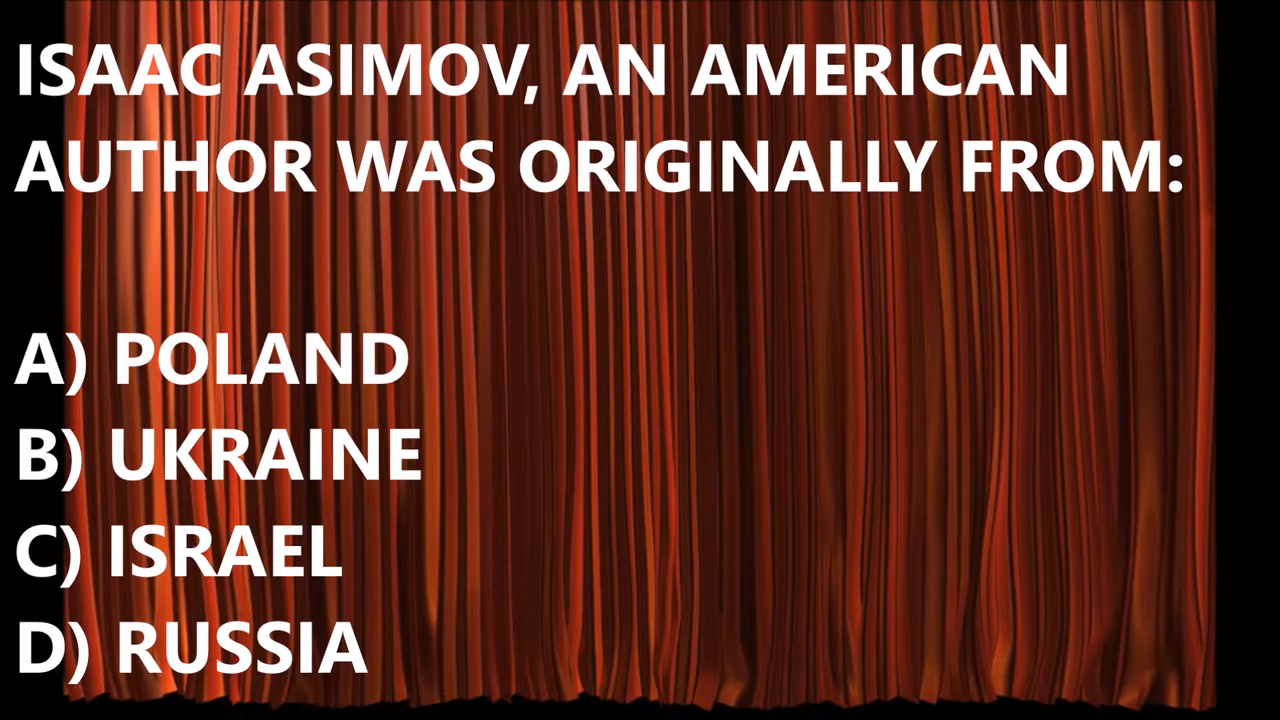 ISAAC ASIMOV, AN AMERICAN
AUTHOR WAS ORIGINALLY FROM:
A) POLAND
B) UKRAINE
C) ISRAEL
D) RUSSIA